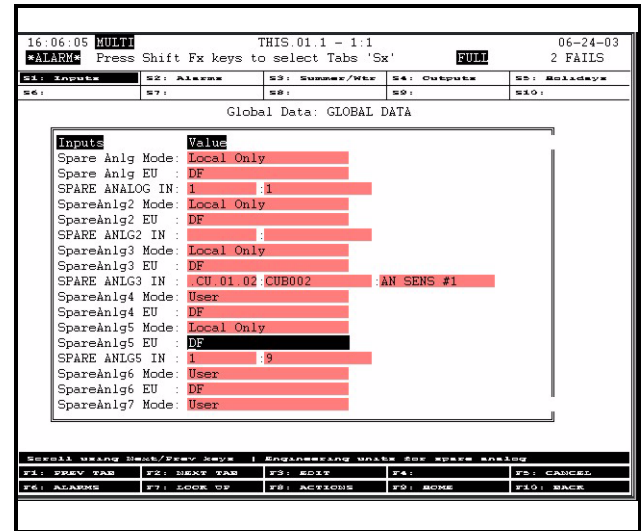 16:06:05 MULTI THIS.01.1 - 1:1 06-24-03
*ALARM* Press Shift Fx keys to select Tabs 'Sx' FULL 2 FAILS
S1: Inputs S2: Alarms S3: Summer/Wtr S4: Outputs S5: Holidays
S6: S7: S8: S9: S10:
Global Data: GLOBAL DATA
Inputs Value
Spare Anlg Mode: Local Only
Spare Anlg EU : DF
SPARE ANALOG IN: 1 :1
SpareAnlg2 Mode: Local Only
SpareAnlg2 EU : DF
SPARE ANLG2 IN : :
SpareAnlg3 Mode: Local Only
SpareAnlg3 EU : DF
SPARE ANLG3 IN : .CU.01.02:CUB002 :AN SENS #1
SpareAnlg4 Mode: User
SpareAnlg4 EU : DF
SpareAnlg5 Mode: Local Only
SpareAnlg5 EU : DF
SPARE ANLG5 IN : 1 :9
SpareAnlg6 Mode: User
SpareAnlg6 EU : DF
SpareAnlg7 Mode: User
Scroll using Next/Prev keys | Engineering units for spare analog
F1: PREV TAB F2: NEXT TAB F3: EDIT F4: F5: CANCEL
F6: ALARMS F7: LOOK UP F8: ACTIONS F9: HOME F10: BACK